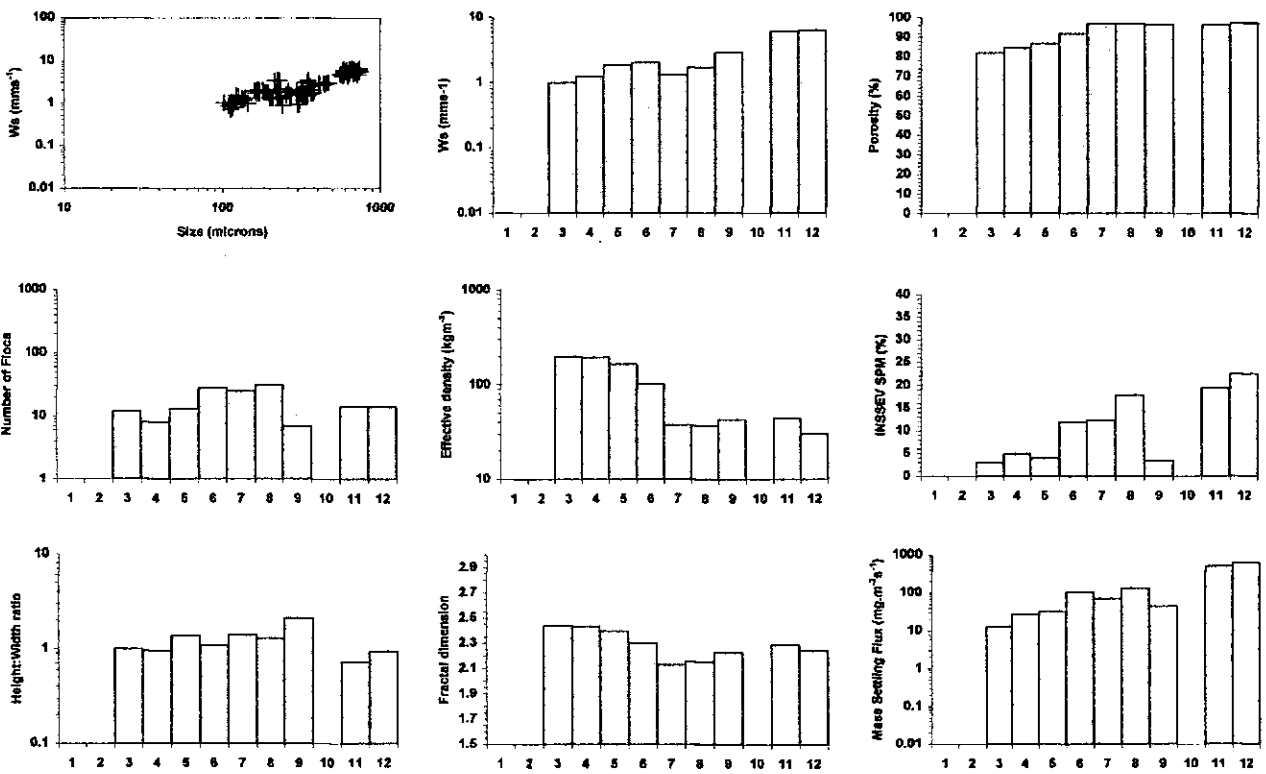 100
10
1
0.1
0.01
Ws (mms⁻¹)
10 100 1000
Size (microns)
10
1
0.1
0.01
Ws (mms-1)
1 2 3 4 5 6 7 8 9 10 11 12
100
90
80
70
60
50
40
30
20
10
0
Porosity (%)
1 2 3 4 5 6 7 8 9 10 11 12
1000
100
10
1
Number of Flocs
1 2 3 4 5 6 7 8 9 10 11 12
1000
100
10
Effective density (kgm⁻³)
1 2 3 4 5 6 7 8 9 10 11 12
40
35
30
25
20
15
10
5
0
INSSEV SPM (%)
1 2 3 4 5 6 7 8 9 10 11 12
10
1
0.1
Height:Width ratio
1 2 3 4 5 6 7 8 9 10 11 12
2.9
2.7
2.5
2.3
2.1
1.9
1.7
1.5
Fractal dimension
1 2 3 4 5 6 7 8 9 10 11 12
1000
100
10
1
0.1
0.01
Mass Settling Flux (mg.m⁻²s⁻¹)
1 2 3 4 5 6 7 8 9 10 11 12